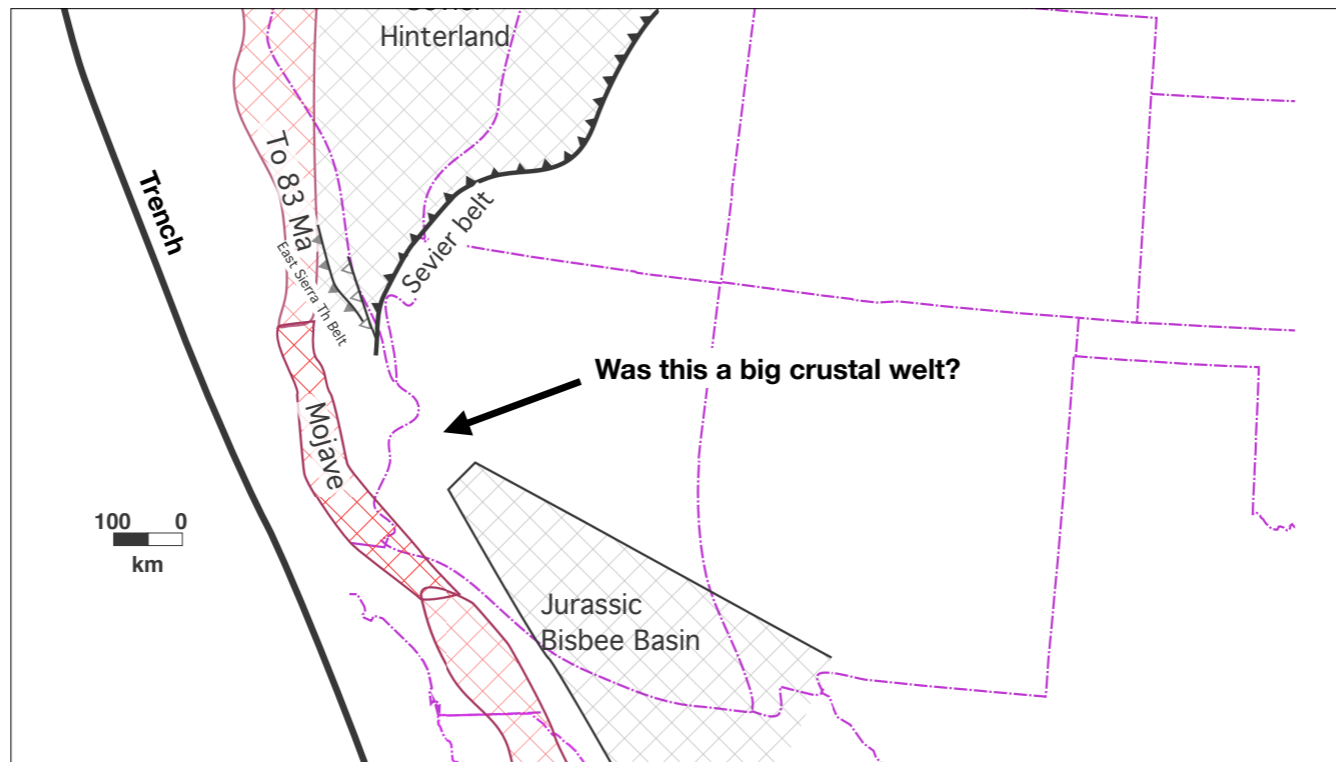 Hinterland
To 83 Ma
Trench
East Sierra Th Belt
Sevier belt
Was this a big crustal welt?
Mojave
100 0
km
Jurassic
Bisbee Basin